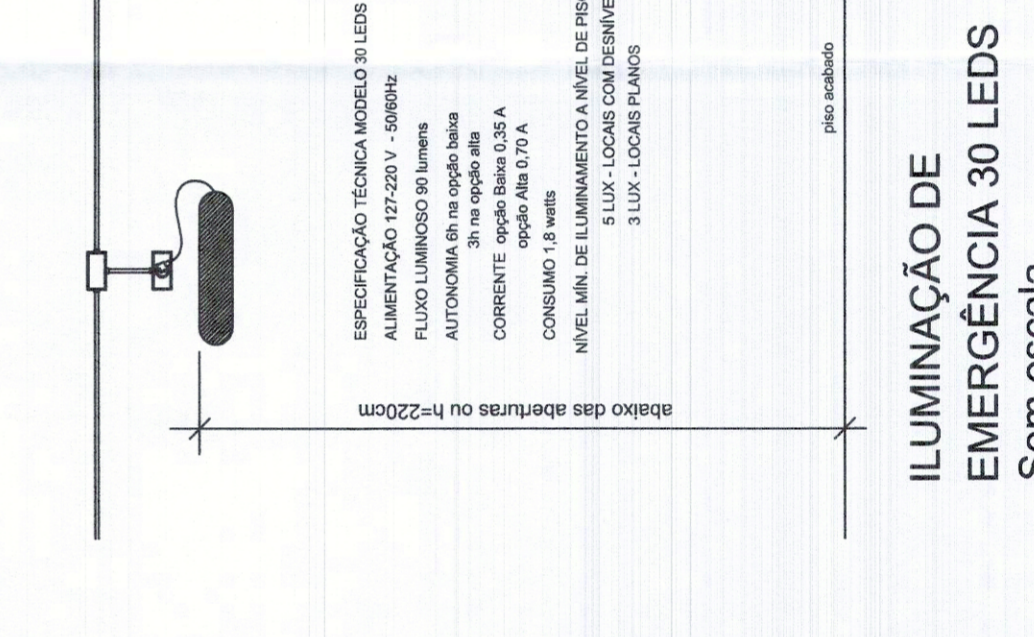 ESPECIFICAÇÃO TÉCNICA MODELO 30 LEDS
ALIMENTAÇÃO 127-220 V - 50/60Hz
FLUXO LUMINOSO 90 lumens
AUTONOMIA 6h na opção baixa
3h na opção alta
CORRENTE opção Baixa 0,35 A
opção Alta 0,70 A
CONSUMO 1,8 watts
NÍVEL MÍN. DE ILUMINAMENTO A NÍVEL DE
5 LUX - LOCAIS COM
3 LUX - LOCAIS PLANOS
abaixo das aberturas ou h=220cm
piso acabado
ILUMINAÇÃO DE
EMERGÊNCIA 30 LEDS